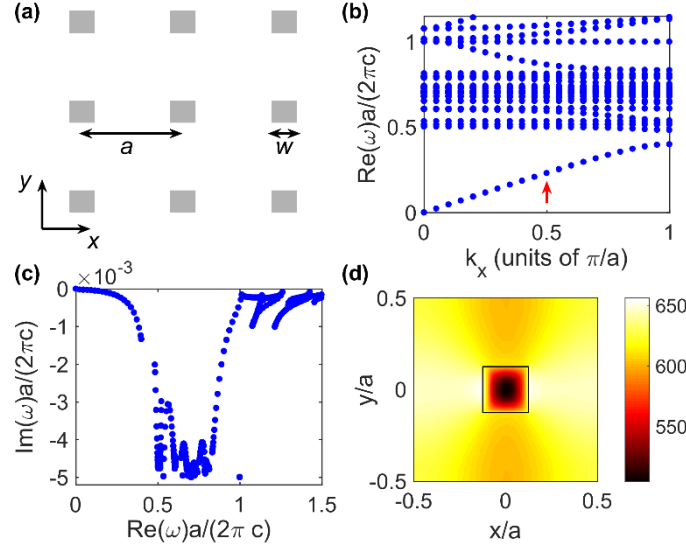 (a)
a
w
y
x
(b)
Re(ω)a/(2πc)
1
0.5
0
0
0.5
1
k_x (units of π/a)
(c)
×10⁻³
Im(ω)a/(2πc)
0
-1
-2
-3
-4
-5
0
0.5
1
1.5
Re(ω)a/(2π c)
(d)
y/a
0.5
0
-0.5
-0.5
0
0.5
x/a
650
600
550